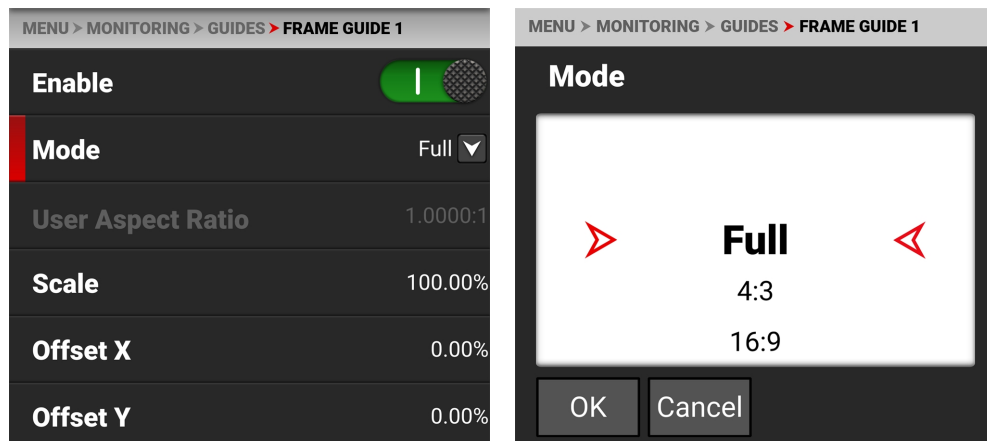 MENU > MONITORING > GUIDES > FRAME GUIDE 1
Enable
Mode Full
User Aspect Ratio 1.0000:1
Scale 100.00%
Offset X 0.00%
Offset Y 0.00%
MENU > MONITORING > GUIDES > FRAME GUIDE 1
Mode
Full
4:3
16:9
OK Cancel